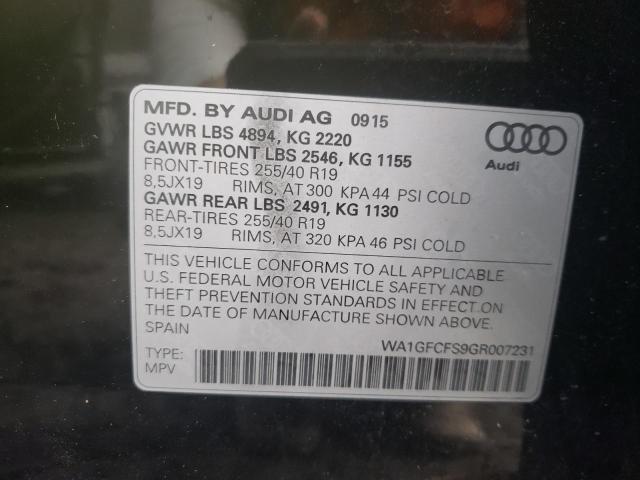 MFD. BY AUDI AG 0915
GVWR LBS 4894, KG 2220
GAWR FRONT LBS 2546, KG 1155
FRONT-TIRES 255/40 R19
8,5JX19 RIMS, AT 300 KPA 44 PSI COLD
GAWR REAR LBS 2491, KG 1130
REAR-TIRES 255/40 R19
8,5JX19 RIMS, AT 320 KPA 46 PSI COLD
Audi
THIS VEHICLE CONFORMS TO ALL APPLICABLE
U.S. FEDERAL MOTOR VEHICLE SAFETY AND
THEFT PREVENTION STANDARDS IN EFFECT ON
THE DATE OF MANUFACTURE SHOWN ABOVE.
SPAIN
WA1GFCFS9GR007231
TYPE:
MPV